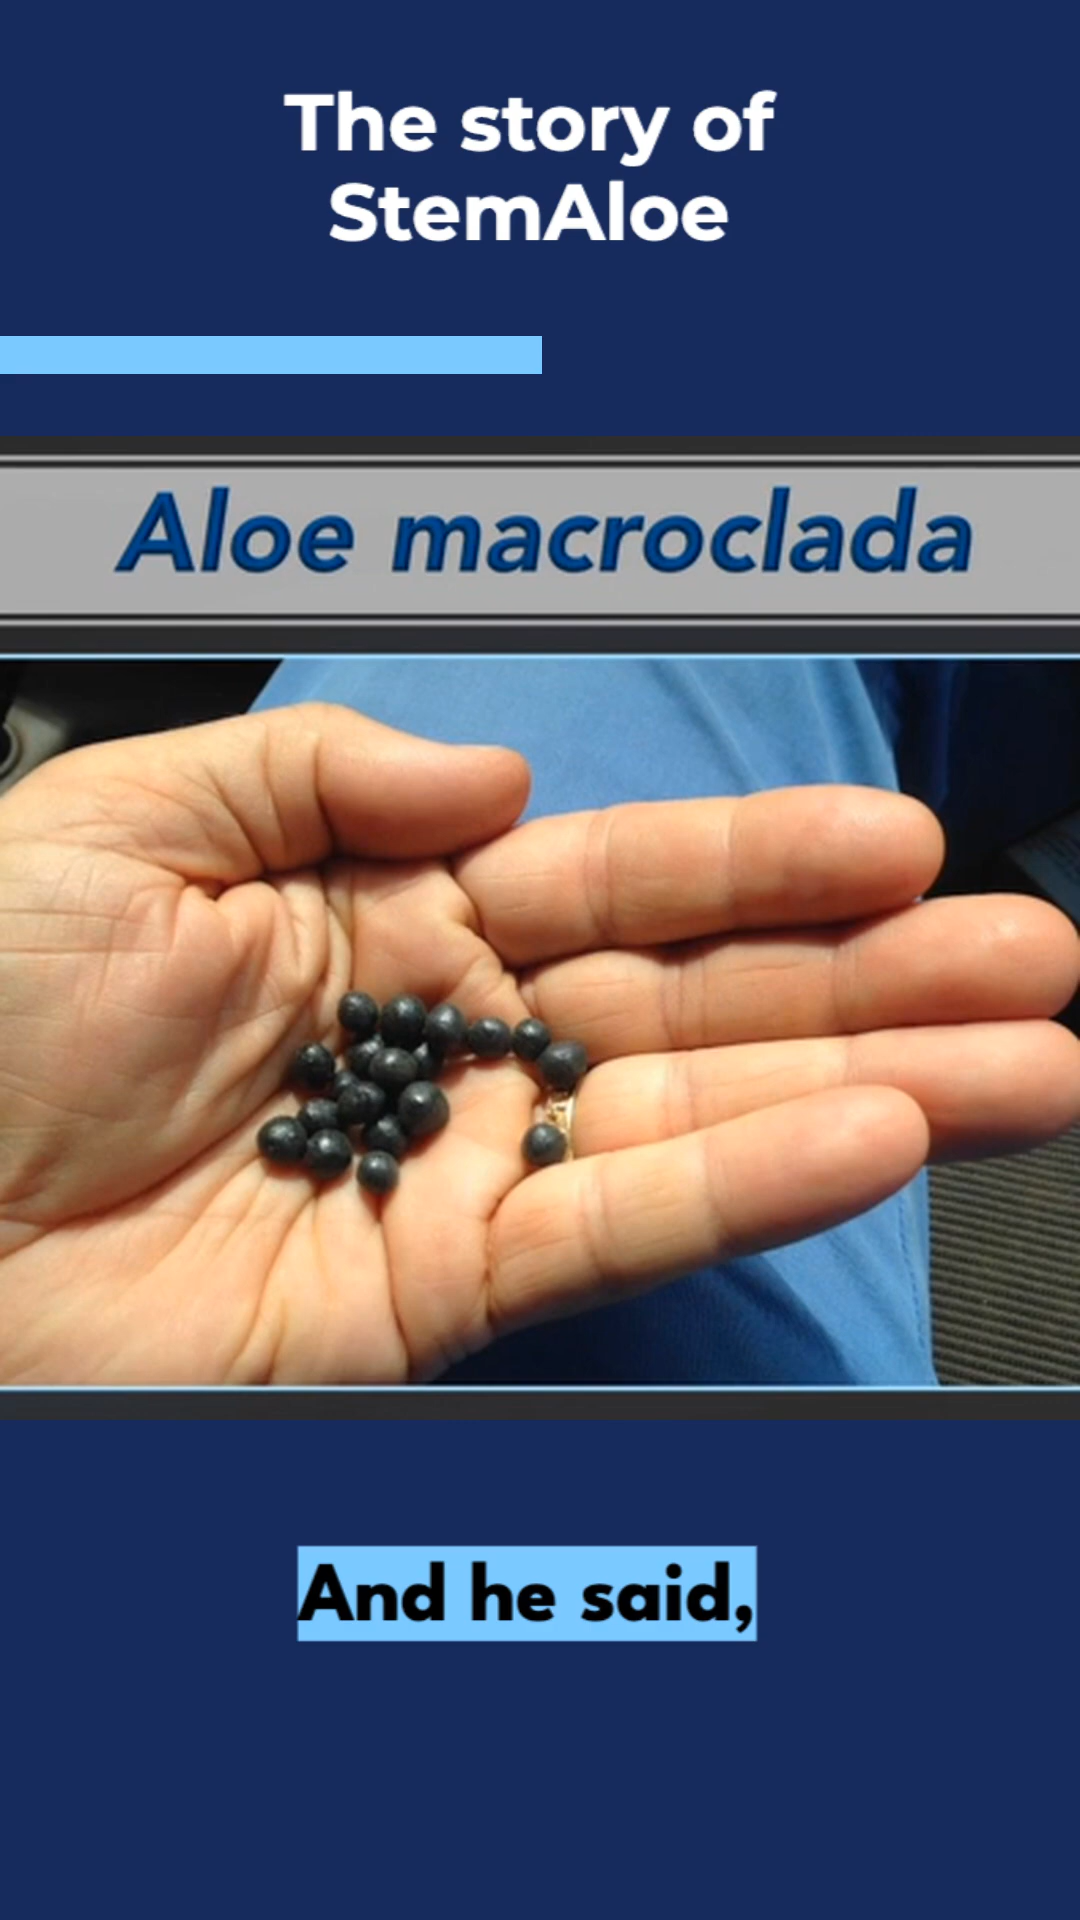 The story of
StemAloe
Aloe macroclada
And he said,